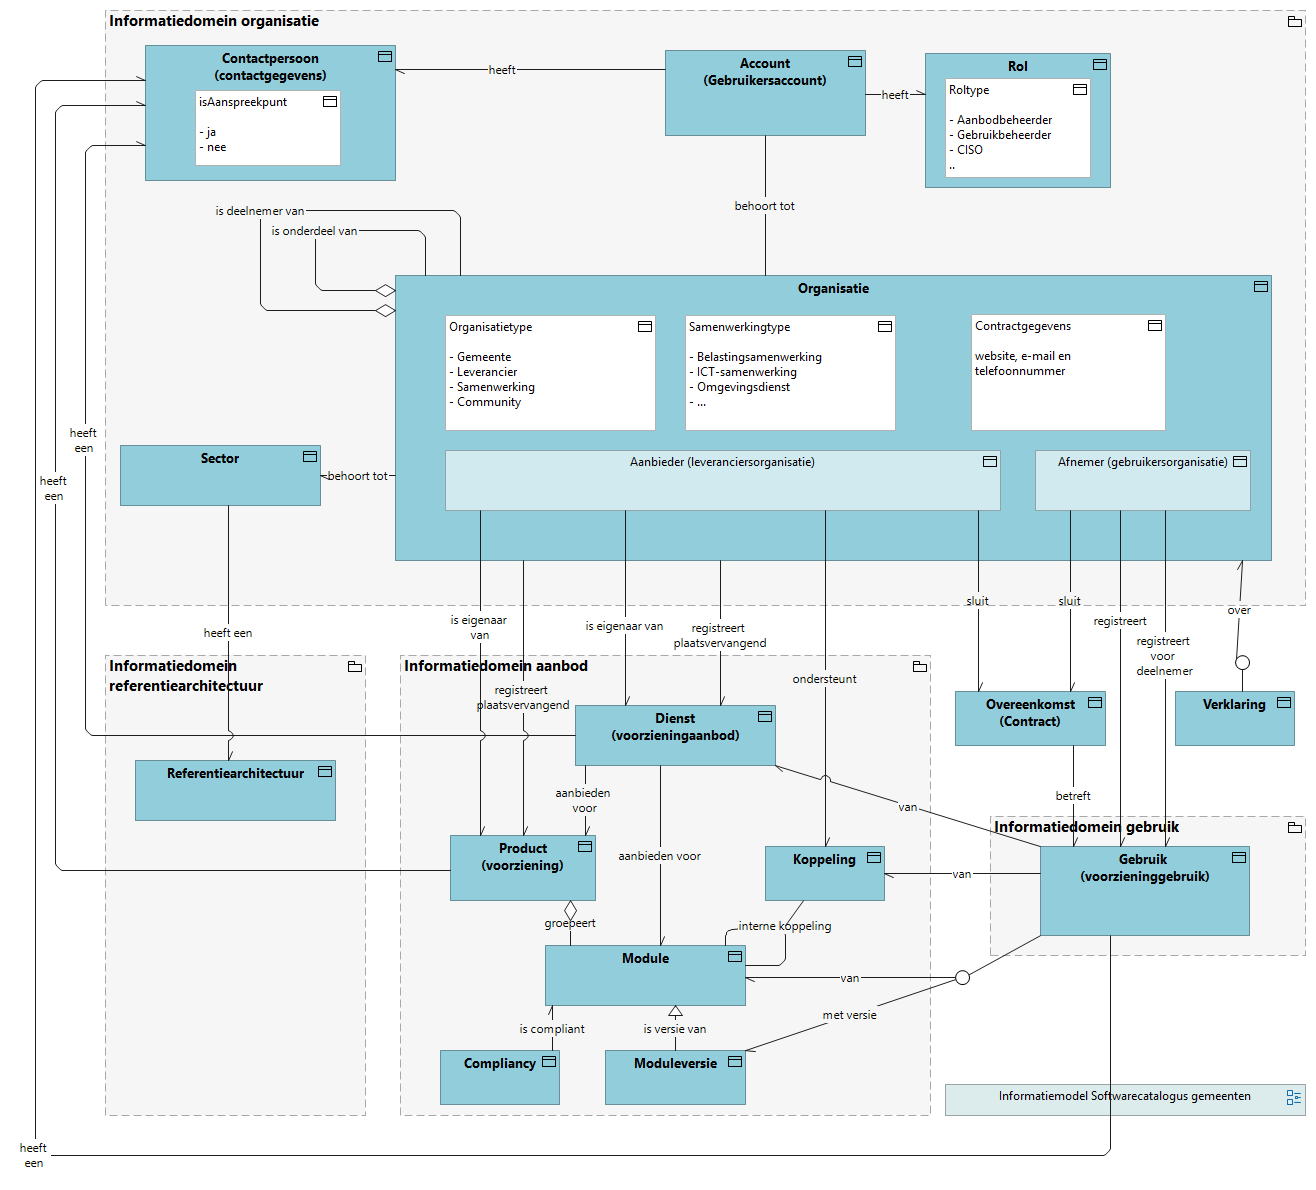 Informatiedomein organisatie
Contactpersoon
(contactgegevens)
isAanspreekpunt
- ja
- nee
heeft
Account
(Gebruikersaccount)
heeft
Rol
Roltype
- Aanbodbeheerder
- Gebruikbeheerder
- CISO
..
is deelnemer van
is onderdeel van
behoort tot
Organisatie
Organisatietype
- Gemeente
- Leverancier
- Samenwerking
- Community
Samenwerkingtype
- Belastingsamenwerking
- ICT-samenwerking
- Omgevingsdienst
- ...
Contractgegevens
website, e-mail en
telefoonnummer
heeft
een
heeft
een
Sector
behoort tot
Aanbieder (leveranciersorganisatie)
Afnemer (gebruikersorganisatie)
heeft een
is eigenaar
van
is eigenaar van
registreert
plaatsvervangend
sluit
sluit
registreert
over
registreert
voor
deelnemer
Informatiedomein
referentiearchitectuur
Informatiedomein aanbod
registreert
plaatsvervangend
ondersteunt
Dienst
(voorzieningaanbod)
Overeenkomst
(Contract)
Verklaring
Referentiearchitectuur
aanbieden
voor
van
betreft
Informatiedomein gebruik
Product
(voorziening)
aanbieden voor
Koppeling
van
Gebruik
(voorzieninggebruik)
groepeert
interne koppeling
Module
van
is compliant
is versie van
met versie
Compliancy
Moduleversie
Informatiemodel Softwarecatalogus gemeenten
heeft
een